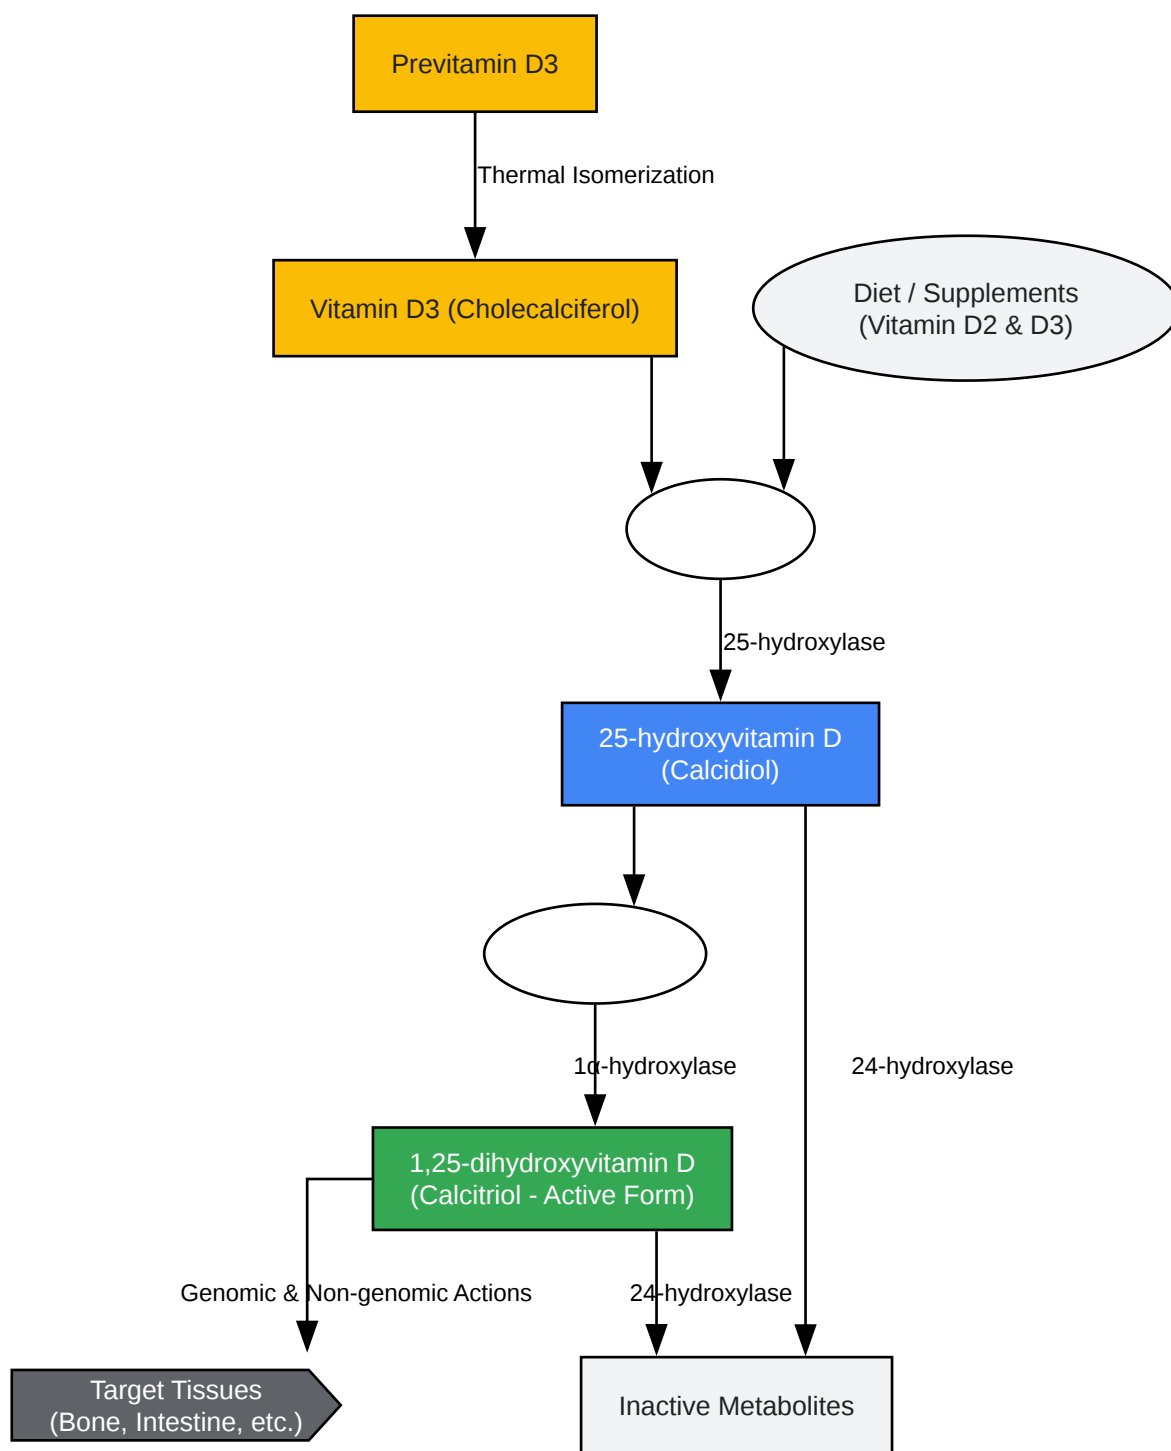 Previtamin D3
Thermal Isomerization
Vitamin D3 (Cholecalciferol)
Diet / Supplements
(Vitamin D2 & D3)
25-hydroxylase
25-hydroxyvitamin D
(Calcidiol)
1α-hydroxylase
24-hydroxylase
1,25-dihydroxyvitamin D
(Calcitriol - Active Form)
Genomic & Non-genomic Actions
24-hydroxylase
Target Tissues
(Bone, Intestine, etc.)
Inactive Metabolites